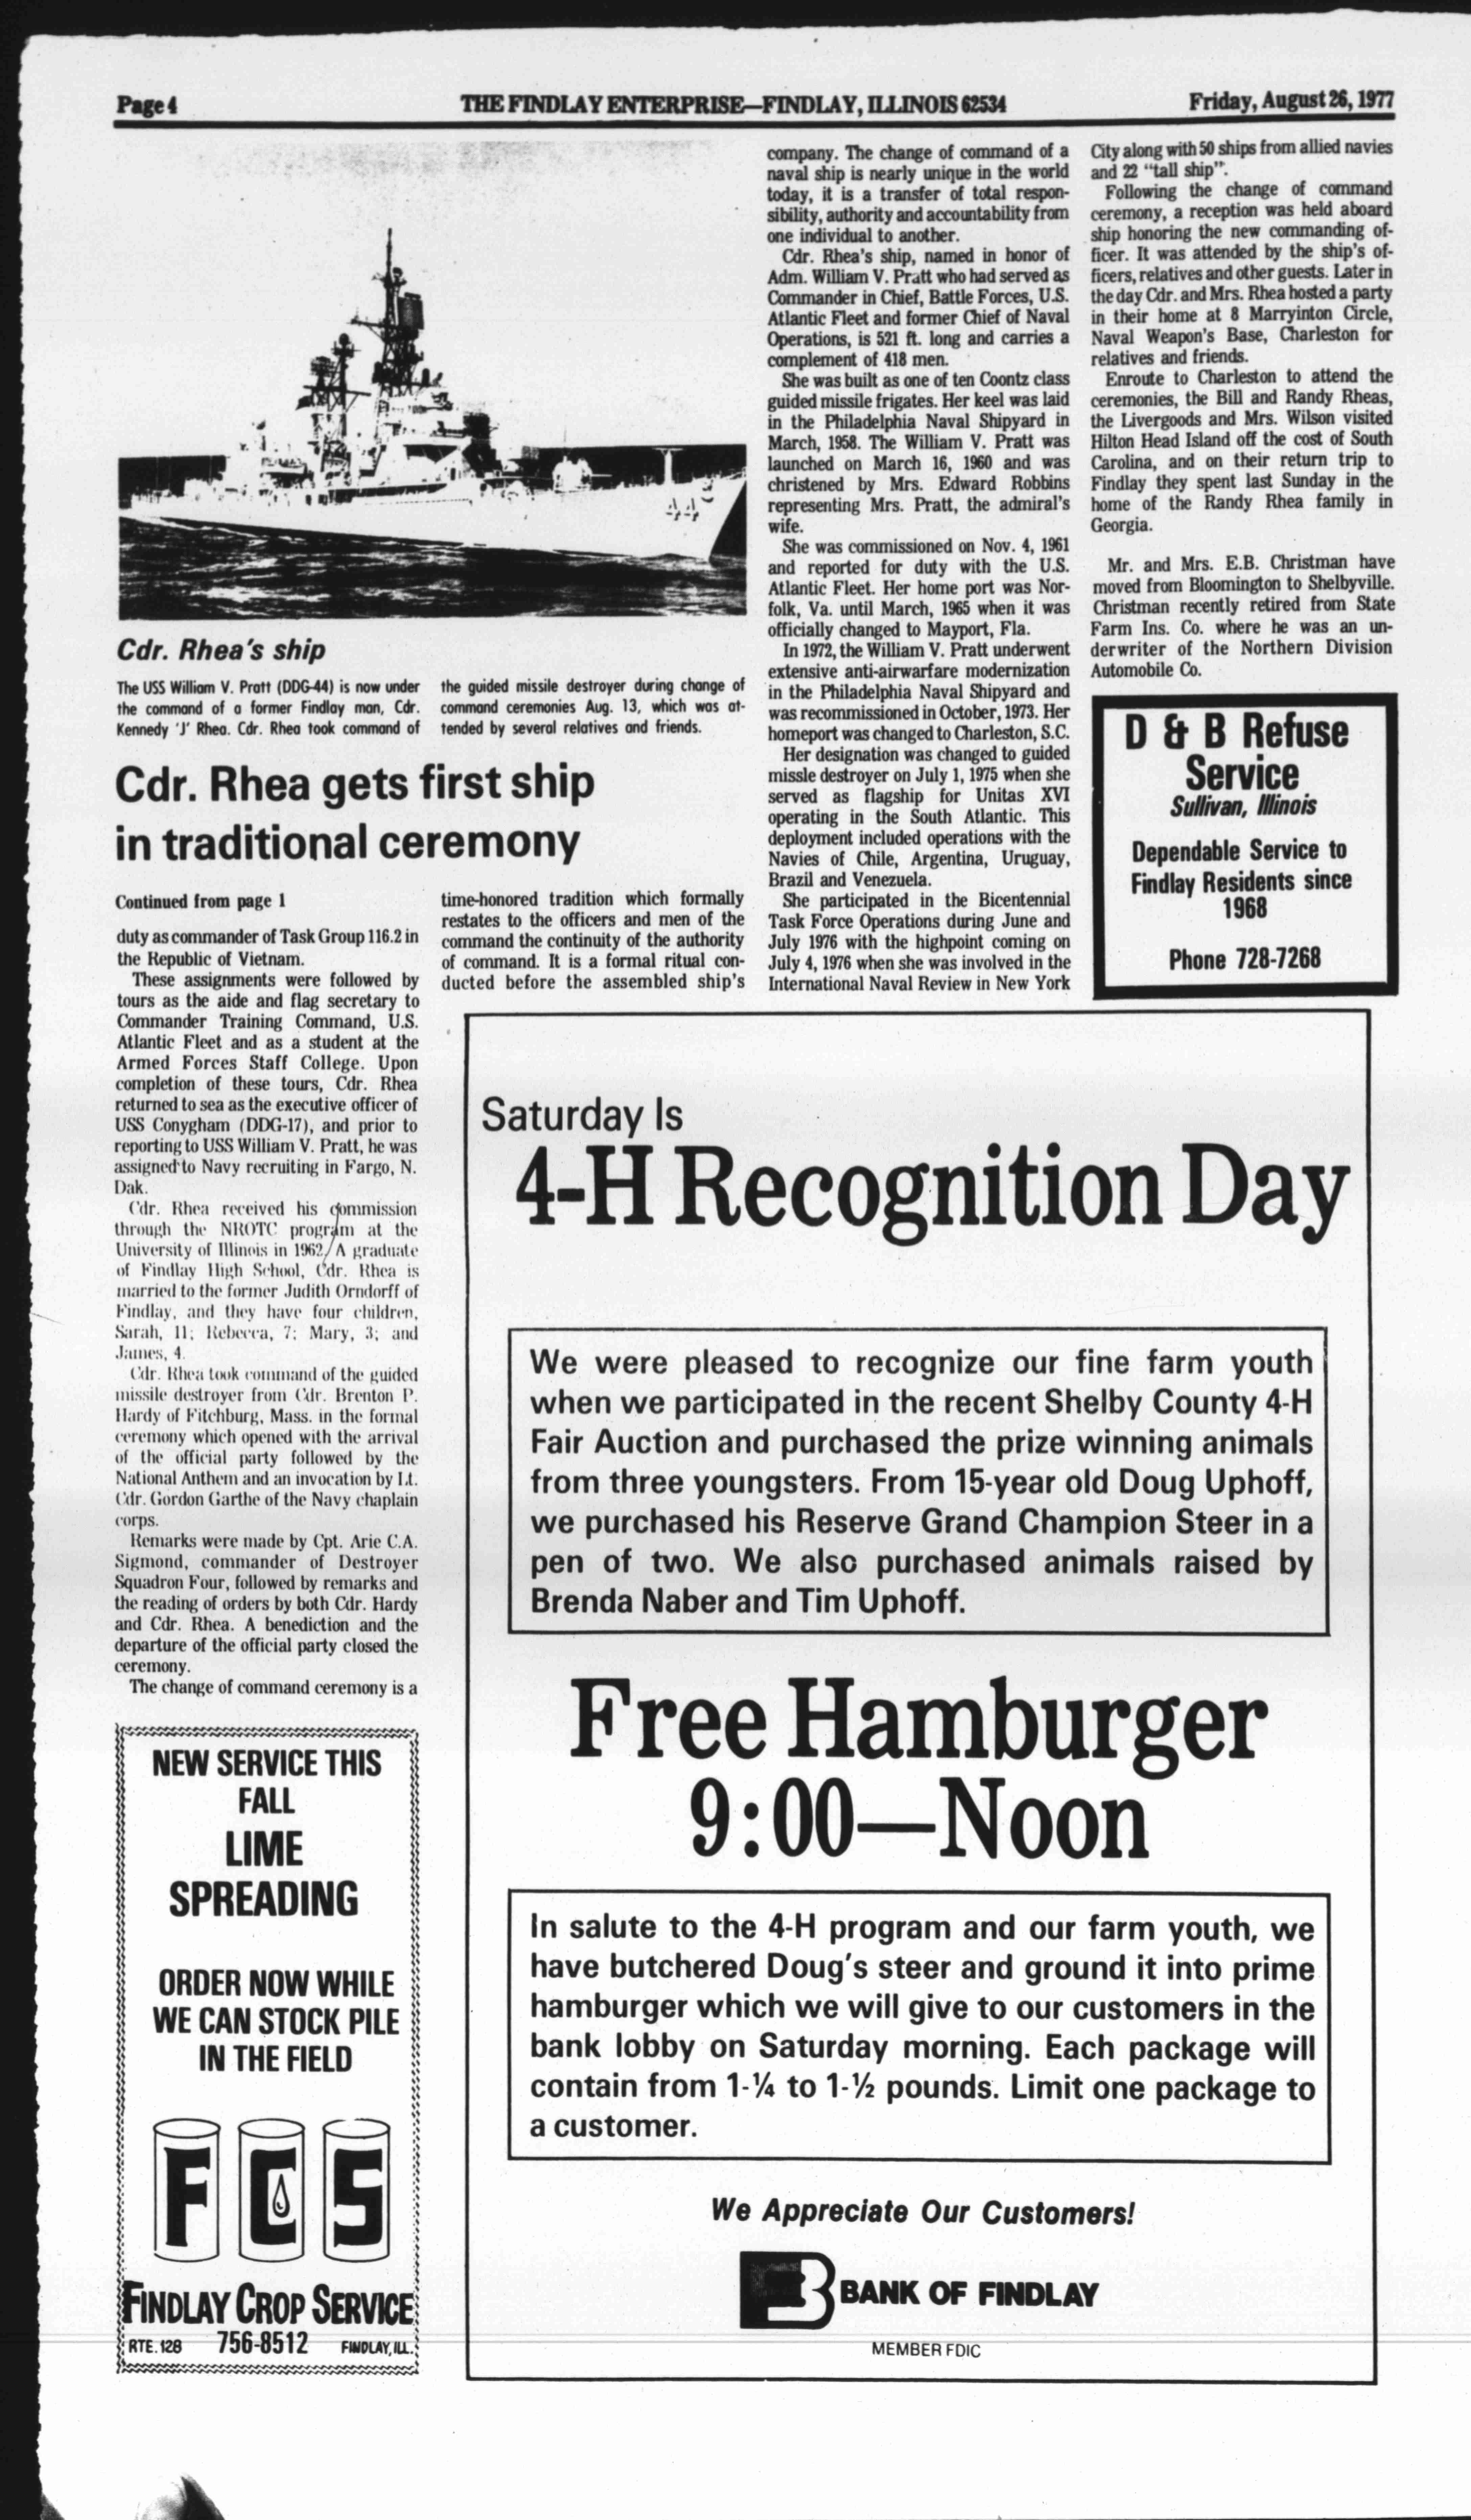 Page 4
THE FINDLAY ENTERPRISE—FINDLAY, ILLINOIS 62534
Friday, August 26, 1977
44
Cdr. Rhea's ship
The USS William V. Pratt (DDG-44) is now under
the command of a former Findlay man, Cdr.
Kennedy 'J' Rhea. Cdr. Rhea took command of
the guided missile destroyer during change of
command ceremonies Aug. 13, which was at-
tended by several relatives and friends.
Cdr. Rhea gets first ship
in traditional ceremony
Continued from page 1
duty as commander of Task Group 116.2 in
the Republic of Vietnam.
These assignments were followed by
tours as the aide and flag secretary to
Commander Training Command, U.S.
Atlantic Fleet and as a student at the
Armed Forces Staff College. Upon
completion of these tours, Cdr. Rhea
returned to sea as the executive officer of
USS Conygham (DDG-17), and prior to
reporting to USS William V. Pratt, he was
assigned to Navy recruiting in Fargo, N.
Dak.
Cdr. Rhea received his commission
through the NROTC program at the
University of Illinois in 1962. A graduate
of Findlay High School, Cdr. Rhea is
married to the former Judith Orndorff of
Findlay, and they have four children,
Sarah, 11; Rebecca, 7; Mary, 3; and
James, 4.
Cdr. Rhea took command of the guided
missile destroyer from Cdr. Brenton P.
Hardy of Fitchburg, Mass. in the formal
ceremony which opened with the arrival
of the official party followed by the
National Anthem and an invocation by Lt.
Cdr. Gordon Garthe of the Navy chaplain
corps.
Remarks were made by Cpt. Arie C.A.
Sigmond, commander of Destroyer
Squadron Four, followed by remarks and
the reading of orders by both Cdr. Hardy
and Cdr. Rhea. A benediction and the
departure of the official party closed the
ceremony.
The change of command ceremony is a
time-honored tradition which formally
restates to the officers and men of the
command the continuity of the authority
of command. It is a formal ritual con-
ducted before the assembled ship's
company. The change of command of a
naval ship is nearly unique in the world
today, it is a transfer of total respon-
sibility, authority and accountability from
one individual to another.
Cdr. Rhea's ship, named in honor of
Adm. William V. Pratt who had served as
Commander in Chief, Battle Forces, U.S.
Atlantic Fleet and former Chief of Naval
Operations, is 521 ft. long and carries a
complement of 418 men.
She was built as one of ten Coontz class
guided missile frigates. Her keel was laid
in the Philadelphia Naval Shipyard in
March, 1958. The William V. Pratt was
launched on March 16, 1960 and was
christened by Mrs. Edward Robbins
representing Mrs. Pratt, the admiral's
wife.
She was commissioned on Nov. 4, 1961
and reported for duty with the U.S.
Atlantic Fleet. Her home port was Nor-
folk, Va. until March, 1965 when it was
officially changed to Mayport, Fla.
In 1972, the William V. Pratt underwent
extensive anti-airwarfare modernization
in the Philadelphia Naval Shipyard and
was recommissioned in October, 1973. Her
homeport was changed to Charleston, S.C.
Her designation was changed to guided
missle destroyer on July 1, 1975 when she
served as flagship for Unitas XVI
operating in the South Atlantic. This
deployment included operations with the
Navies of Chile, Argentina, Uruguay,
Brazil and Venezuela.
She participated in the Bicentennial
Task Force Operations during June and
July 1976 with the highpoint coming on
July 4, 1976 when she was involved in the
International Naval Review in New York
City along with 50 ships from allied navies
and 22 "tall ship".
Following the change of command
ceremony, a reception was held aboard
ship honoring the new commanding of-
ficer. It was attended by the ship's of-
ficers, relatives and other guests. Later in
the day Cdr. and Mrs. Rhea hosted a party
in their home at 8 Marryinton Circle,
Naval Weapon's Base, Charleston for
relatives and friends.
Enroute to Charleston to attend the
ceremonies, the Bill and Randy Rheas,
the Livergoods and Mrs. Wilson visited
Hilton Head Island off the cost of South
Carolina, and on their return trip to
Findlay they spent last Sunday in the
home of the Randy Rhea family in
Georgia.
Mr. and Mrs. E.B. Christman have
moved from Bloomington to Shelbyville.
Christman recently retired from State
Farm Ins. Co. where he was an un-
derwriter of the Northern Division
Automobile Co.
D & B Refuse
Service
Sullivan, Illinois
Dependable Service to
Findlay Residents since
1968
Phone 728-7268
NEW SERVICE THIS
FALL
LIME
SPREADING
ORDER NOW WHILE
WE CAN STOCK PILE
IN THE FIELD
FCS
FINDLAY CROP SERVICE
RTE. 128 756-8512 FINDLAY, ILL.
Saturday Is
4-H Recognition Day
We were pleased to recognize our fine farm youth
when we participated in the recent Shelby County 4-H
Fair Auction and purchased the prize winning animals
from three youngsters. From 15-year old Doug Uphoff,
we purchased his Reserve Grand Champion Steer in a
pen of two. We also purchased animals raised by
Brenda Naber and Tim Uphoff.
Free Hamburger
9:00—Noon
In salute to the 4-H program and our farm youth, we
have butchered Doug's steer and ground it into prime
hamburger which we will give to our customers in the
bank lobby on Saturday morning. Each package will
contain from 1-¼ to 1-½ pounds. Limit one package to
a customer.
We Appreciate Our Customers!
BANK OF FINDLAY
MEMBER FDIC